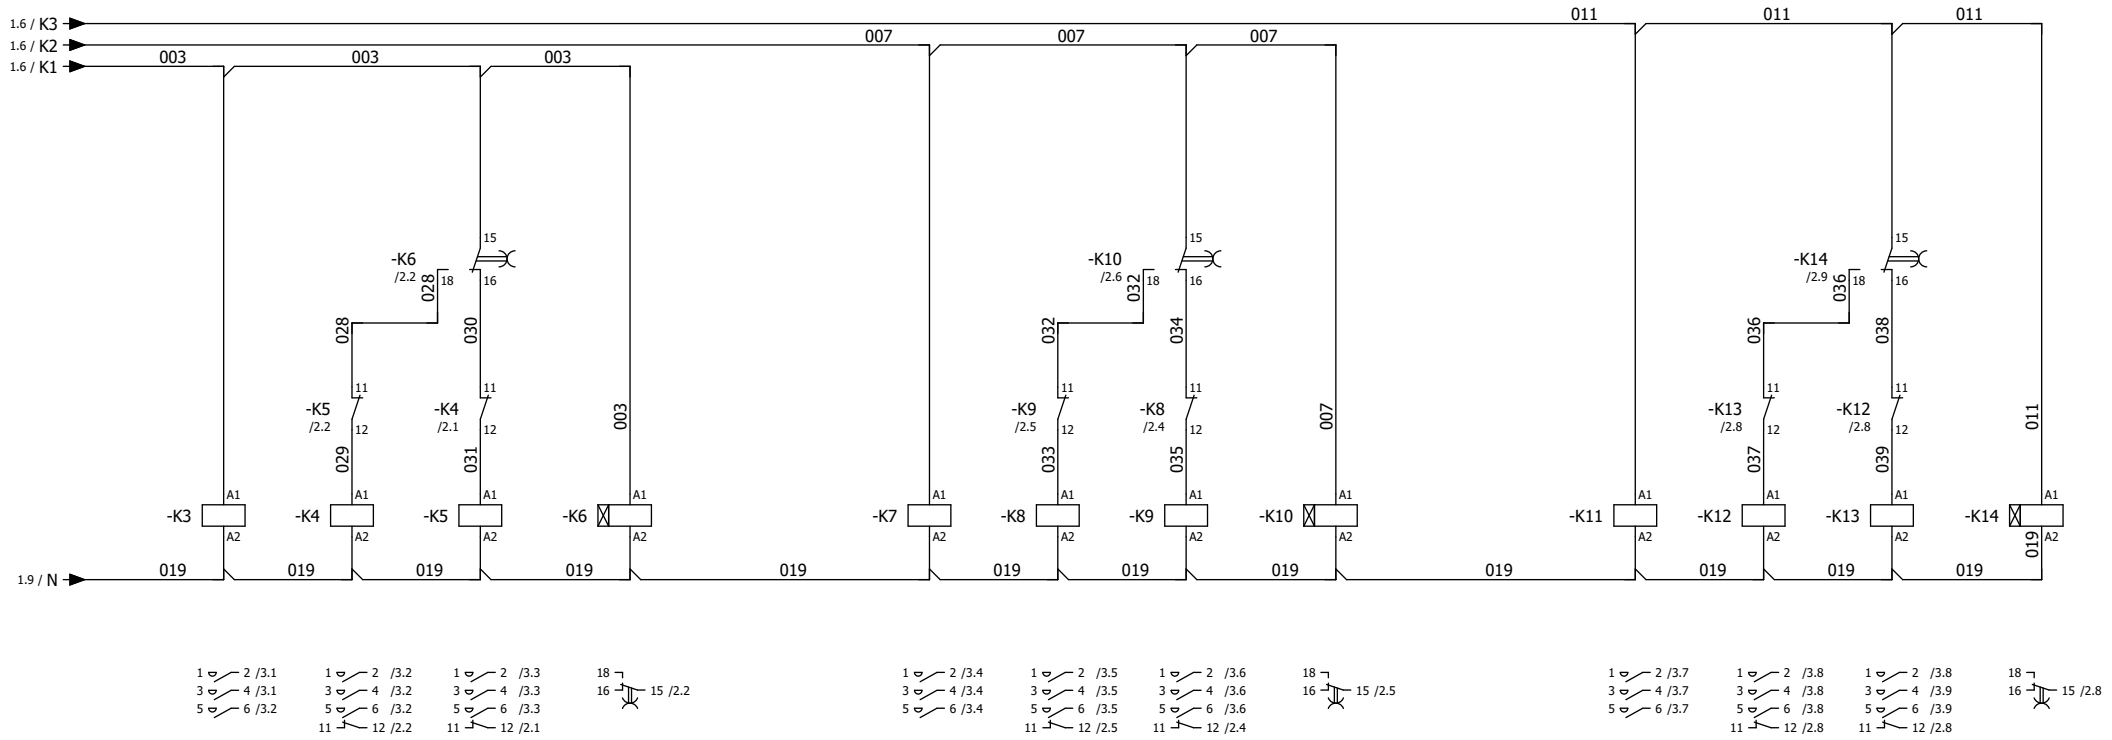 1.6 / K3 011 011 011
1.6 / K2 007 007 007
1.6 / K1 003 003 003
15 15 15
-K6 -K10 -K14
/2.2 028 18 16 /2.6 032 18 16 /2.9 036 18 16
028 030 032 034 036 038
11 11 11 11 11 11
-K5 -K4 -K9 -K8 -K13 -K12
/2.2 /2.1 /2.5 /2.4 /2.8 /2.8
12 12 12 12 12 12
003 007 011
029 031 033 035 037 039
A1 A1 A1 A1 A1 A1 A1 A1 A1 A1 A1 A1
-K3 -K4 -K5 -K6 -K7 -K8 -K9 -K10 -K11 -K12 -K13 -K14
A2 A2 A2 A2 A2 A2 A2 A2 A2 A2 A2 A2
019
1.9 / N 019 019 019 019 019 019 019 019 019 019 019 019
1 2 /3.1 1 2 /3.2 1 2 /3.3 18 1 2 /3.4 1 2 /3.5 1 2 /3.6 18 1 2 /3.7 1 2 /3.8 1 2 /3.8 18
3 4 /3.1 3 4 /3.2 3 4 /3.3 16 15 /2.2 3 4 /3.4 3 4 /3.5 3 4 /3.6 16 15 /2.5 3 4 /3.7 3 4 /3.8 3 4 /3.9 16 15 /2.8
5 6 /3.2 5 6 /3.2 5 6 /3.3 5 6 /3.4 5 6 /3.5 5 6 /3.6 5 6 /3.7 5 6 /3.8 5 6 /3.9
11 12 /2.2 11 12 /2.1 11 12 /2.5 11 12 /2.4 11 12 /2.8 11 12 /2.8